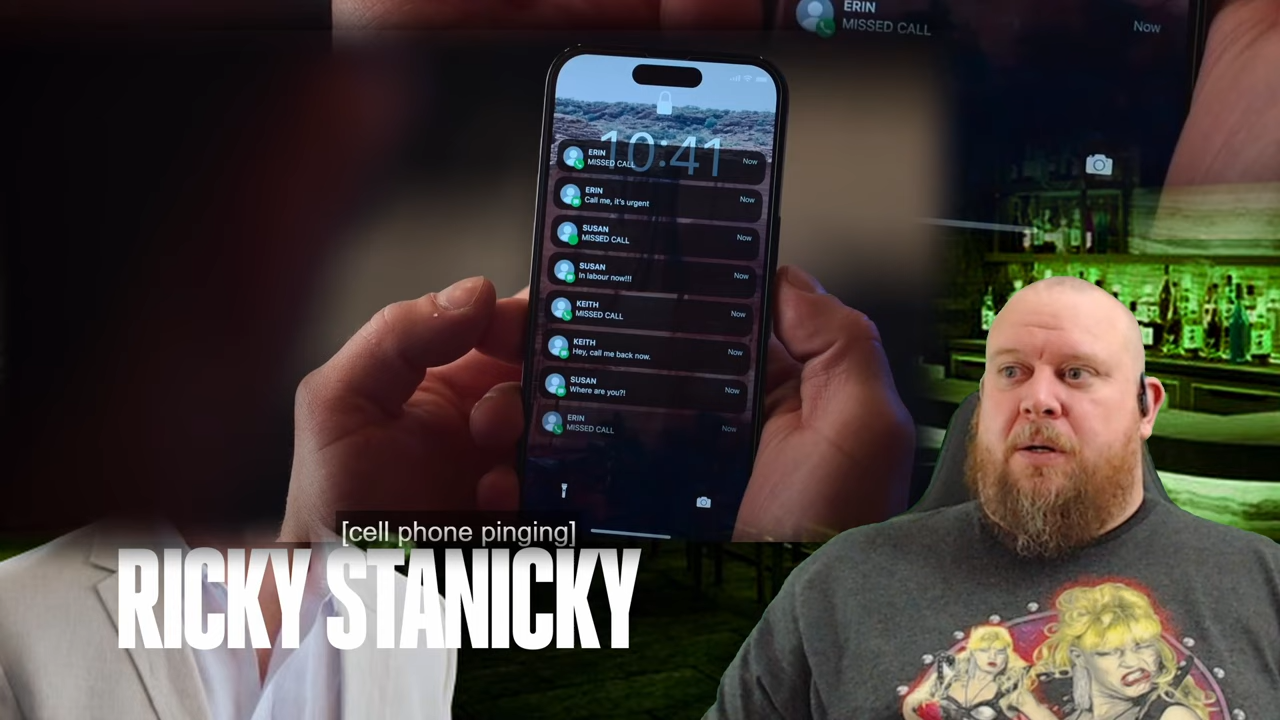 ERIN
MISSED CALL
Now
10:41
ERIN
MISSED CALL
Now
ERIN
Call me, it's urgent
Now
SUSAN
MISSED CALL
Now
SUSAN
In labour now!!!
Now
KEITH
MISSED CALL
Now
KEITH
Hey, call me back now.
Now
SUSAN
Where are you?!
Now
ERIN
MISSED CALL
Now
[cell phone pinging]
RICKY STANICKY